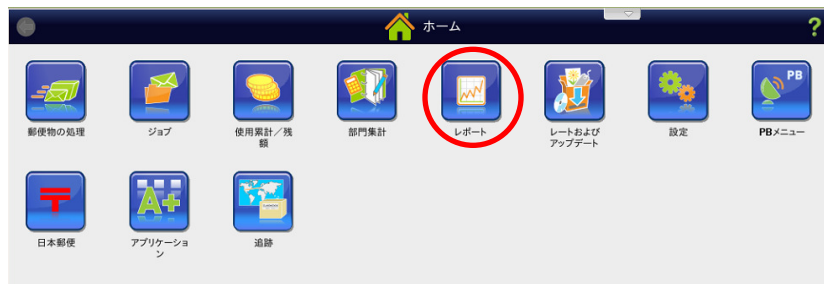 ホーム
?
PB
郵便物の処理
ジョブ
使用累計／残
額
部門集計
レポート
レートおよび
アップデート
設定
PBメニュー
〒
A+
日本郵便
アプリケーショ
ン
追跡